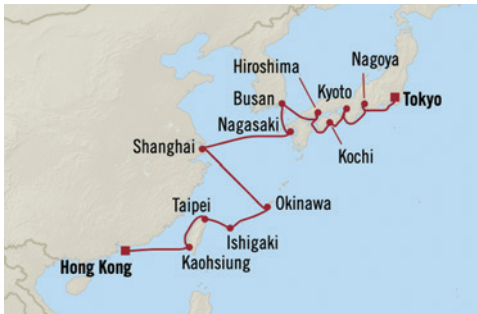 Nagoya
Hiroshima
Kyoto
Busan
Tokyo
Nagasaki
Shanghai
Kochi
Taipei
Okinawa
Ishigaki
Hong Kong
Kaohsiung